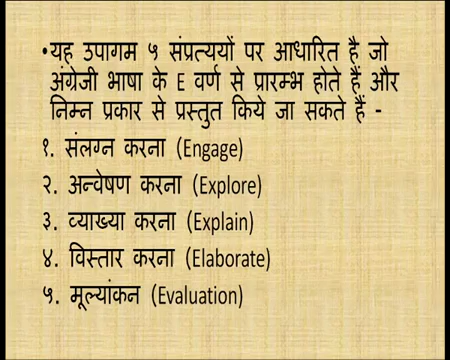 •यह उपागम ५ संप्रत्ययों पर आधारित है जो
अंग्रेजी भाषा के E वर्ण से प्रारम्भ होते हैं और
निम्न प्रकार से प्रस्तुत किये जा सकते हैं -
१. संलग्न करना (Engage)
२. अन्वेषण करना (Explore)
३. व्याख्या करना (Explain)
४. विस्तार करना (Elaborate)
५. मूल्यांकन (Evaluation)